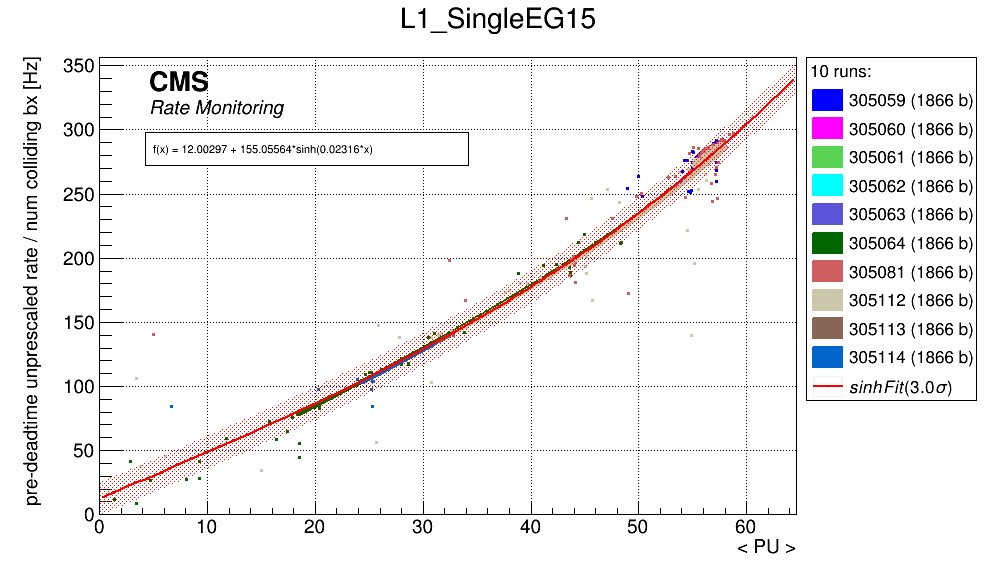 L1_SingleEG15
pre-deadtime unprescaled rate / num colliding bx [Hz]
350
300
250
200
150
100
50
0
CMS
Rate Monitoring
f(x) = 12.00297 + 155.05564*sinh(0.02316*x)
0 10 20 30 40 50 60
< PU >
10 runs:
305059 (1866 b)
305060 (1866 b)
305061 (1866 b)
305062 (1866 b)
305063 (1866 b)
305064 (1866 b)
305081 (1866 b)
305112 (1866 b)
305113 (1866 b)
305114 (1866 b)
sinhFit(3.0σ)